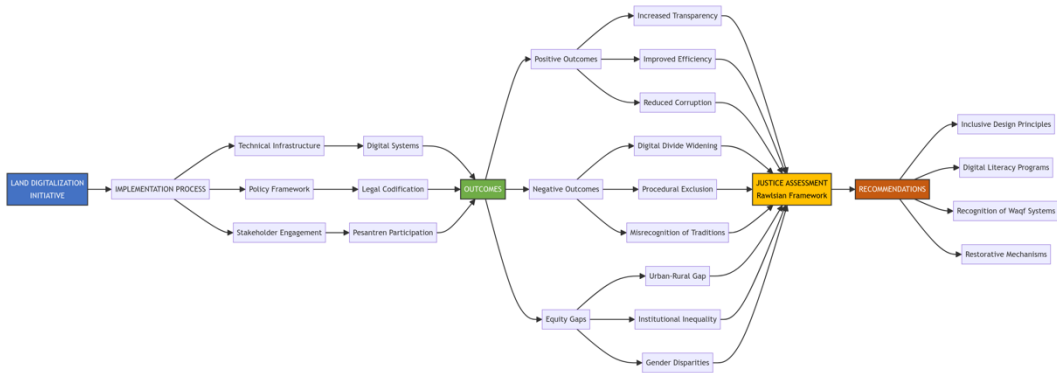 LAND DIGITALIZATION
INITIATIVE
IMPLEMENTATION PROCESS
Technical Infrastructure
Policy Framework
Stakeholder Engagement
Digital Systems
Legal Codification
Pesantren Participation
OUTCOMES
Positive Outcomes
Negative Outcomes
Equity Gaps
Increased Transparency
Improved Efficiency
Reduced Corruption
Digital Divide Widening
Procedural Exclusion
Misrecognition of Traditions
Urban-Rural Gap
Institutional Inequality
Gender Disparities
JUSTICE ASSESSMENT
Rawlsian Framework
RECOMMENDATIONS
Inclusive Design Principles
Digital Literacy Programs
Recognition of Waqf Systems
Restorative Mechanisms